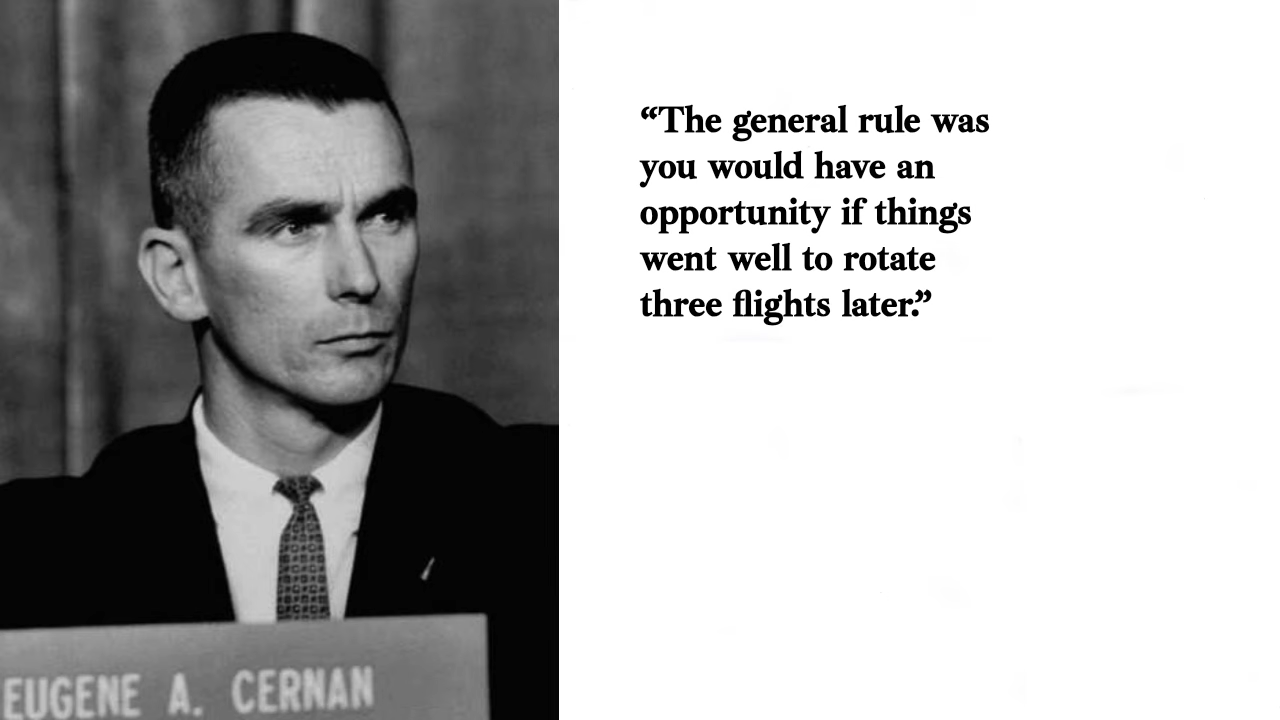 “The general rule was
you would have an
opportunity if things
went well to rotate
three flights later.”
EUGENE A. CERNAN